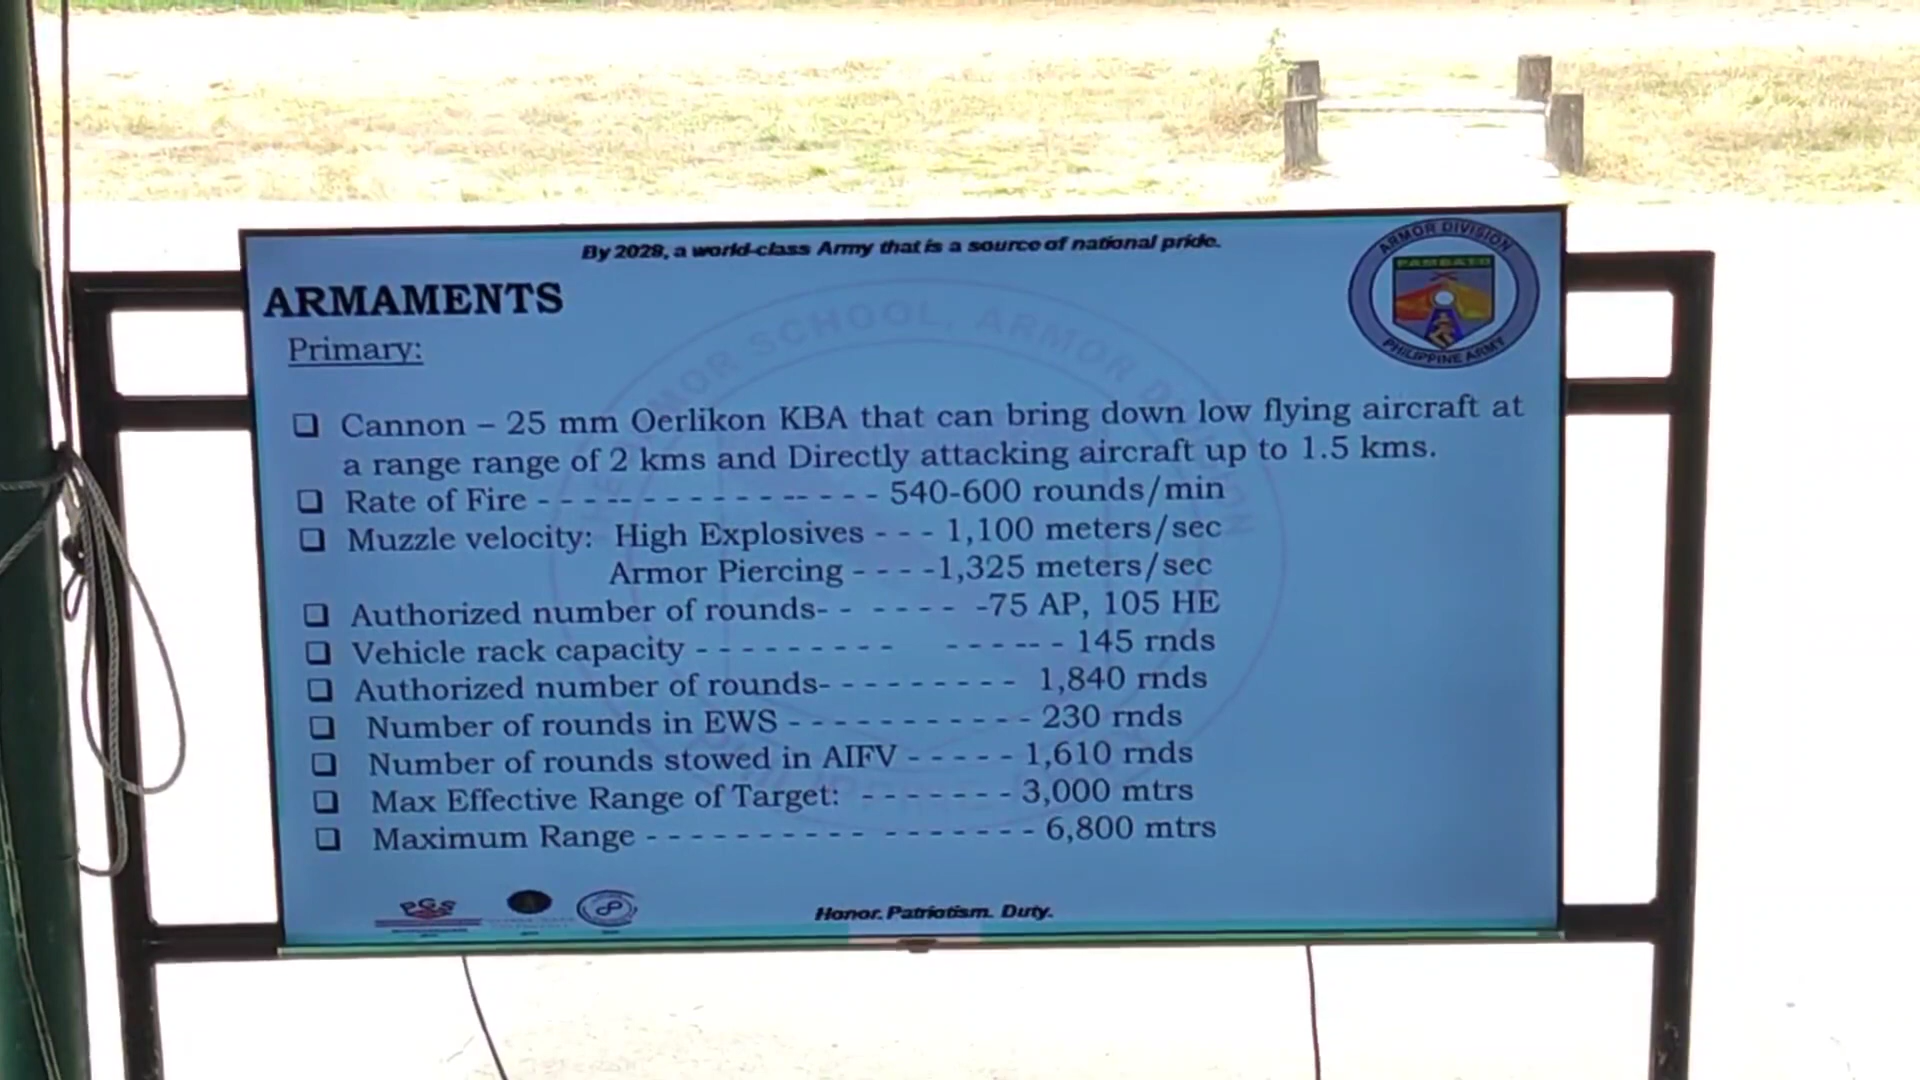 By 2028, a world-class Army that is a source of national pride.
ARMOR DIVISION
PAMBATO
PHILIPPINE ARMY
ARMAMENTS
Primary:
❑ Cannon – 25 mm Oerlikon KBA that can bring down low flying aircraft at
a range range of 2 kms and Directly attacking aircraft up to 1.5 kms.
❑ Rate of Fire - - - -- - - - - - - -- - - - 540-600 rounds/min
❑ Muzzle velocity: High Explosives - - - 1,100 meters/sec
Armor Piercing - - - -1,325 meters/sec
❑ Authorized number of rounds- - - - - - -75 AP, 105 HE
❑ Vehicle rack capacity - - - - - - - - - - - - -- - 145 rnds
❑ Authorized number of rounds- - - - - - - - - - 1,840 rnds
❑ Number of rounds in EWS - - - - - - - - - - - 230 rnds
❑ Number of rounds stowed in AIFV - - - - - 1,610 rnds
❑ Max Effective Range of Target: - - - - - - - 3,000 mtrs
❑ Maximum Range - - - - - - - - - - - - - - - - - 6,800 mtrs
SCHOOL, ARMOR
PGS
Honor. Patriotism. Duty.